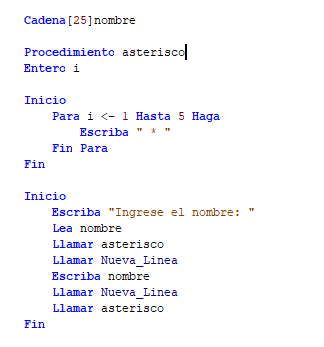 Cadena[25]nombre
Procedimiento asterisco
Entero i
Inicio
Para i <- 1 Hasta 5 Haga
Escriba " * "
Fin Para
Fin
Inicio
Escriba "Ingrese el nombre: "
Lea nombre
Llamar asterisco
Llamar Nueva_Linea
Escriba nombre
Llamar Nueva_Linea
Llamar asterisco
Fin